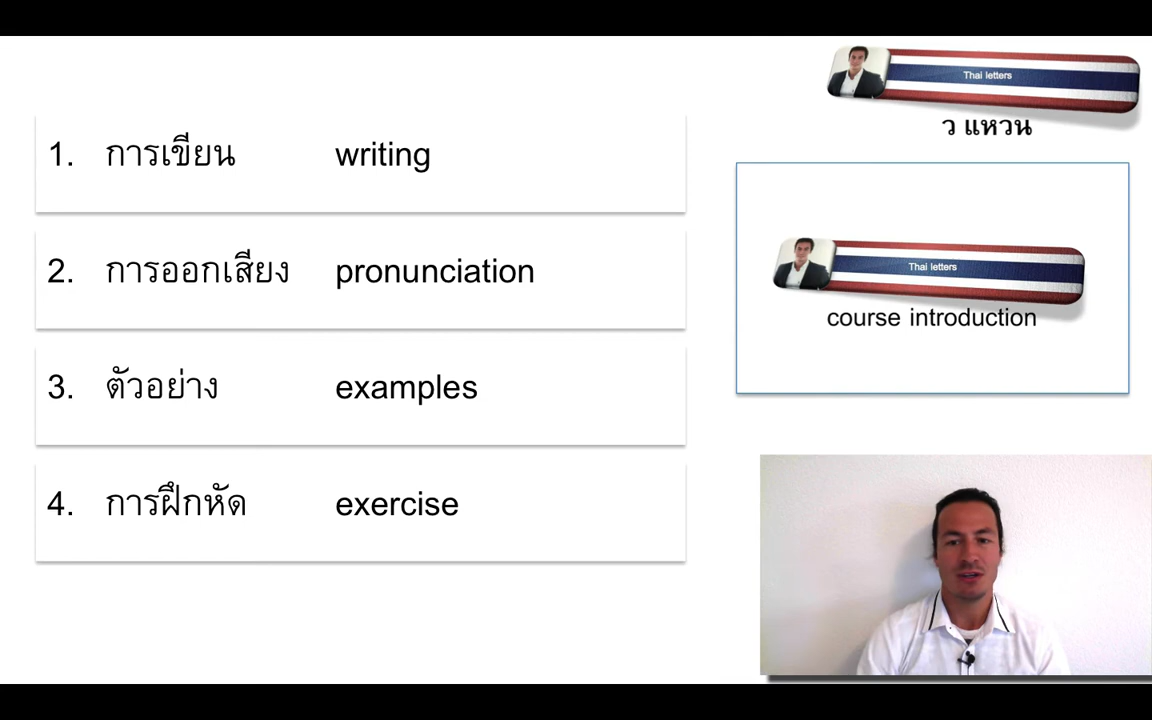 1. การเขียน writing
2. การออกเสียง pronunciation
3. ตัวอย่าง examples
4. การฝึกหัด exercise
Thai letters
ว แหวน
Thai letters
course introduction